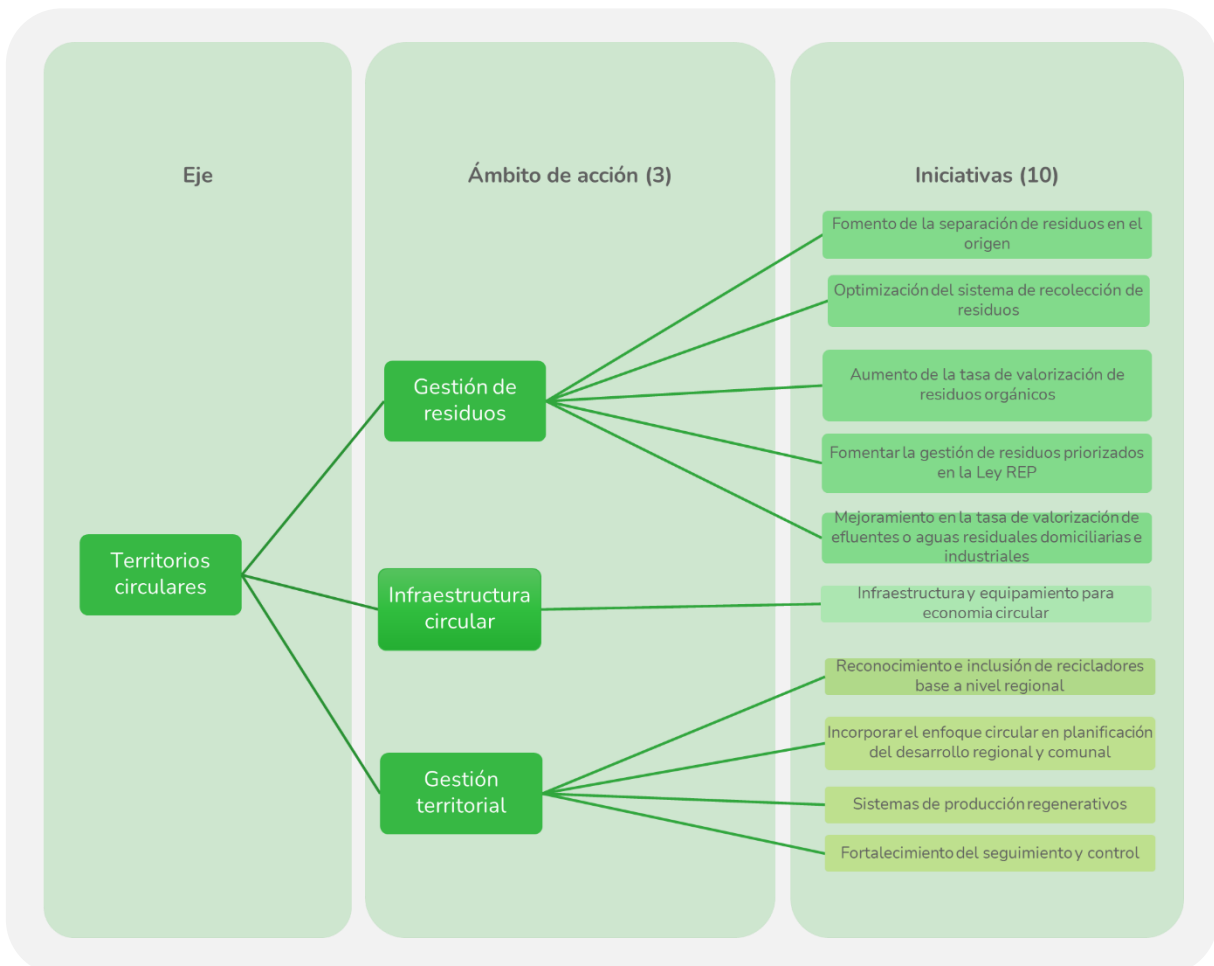 Eje
Ámbito de acción (3)
Iniciativas (10)
Territorios
circulares
Gestión de
residuos
Infraestructura
circular
Gestión
territorial
Fomento de la separación de residuos en el
origen
Optimización del sistema de recolección de
residuos
Aumento de la tasa de valorización de
residuos orgánicos
Fomentar la gestión de residuos priorizados
en la Ley REP
Mejoramiento en la tasa de valorización de
efluentes o aguas residuales domiciliarias e
industriales
Infraestructura y equipamiento para
economia circular
Reconocimiento e inclusión de recicladores
base a nivel regional
Incorporar el enfoque circular en planificación
del desarrollo regional y comunal
Sistemas de producción regenerativos
Fortalecimiento del seguimiento y control